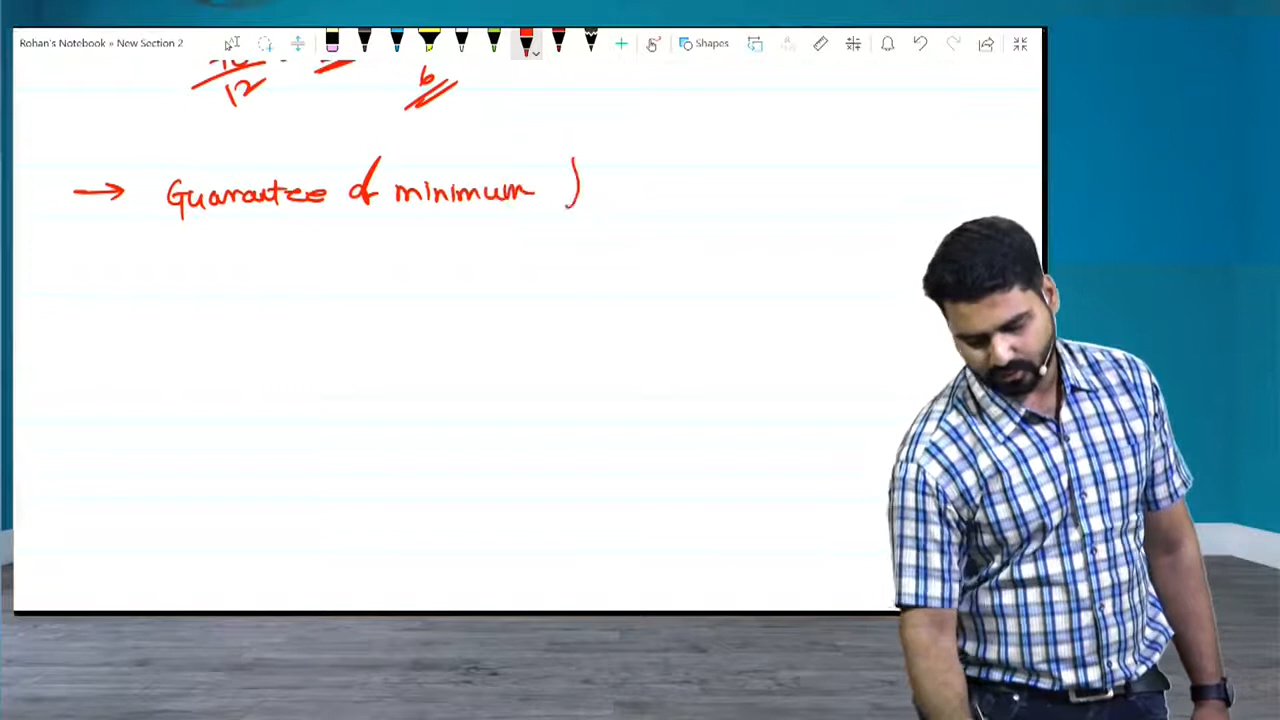 Rohan's Notebook » New Section 2
Shapes
12
6
→ Guarantee of minimum )